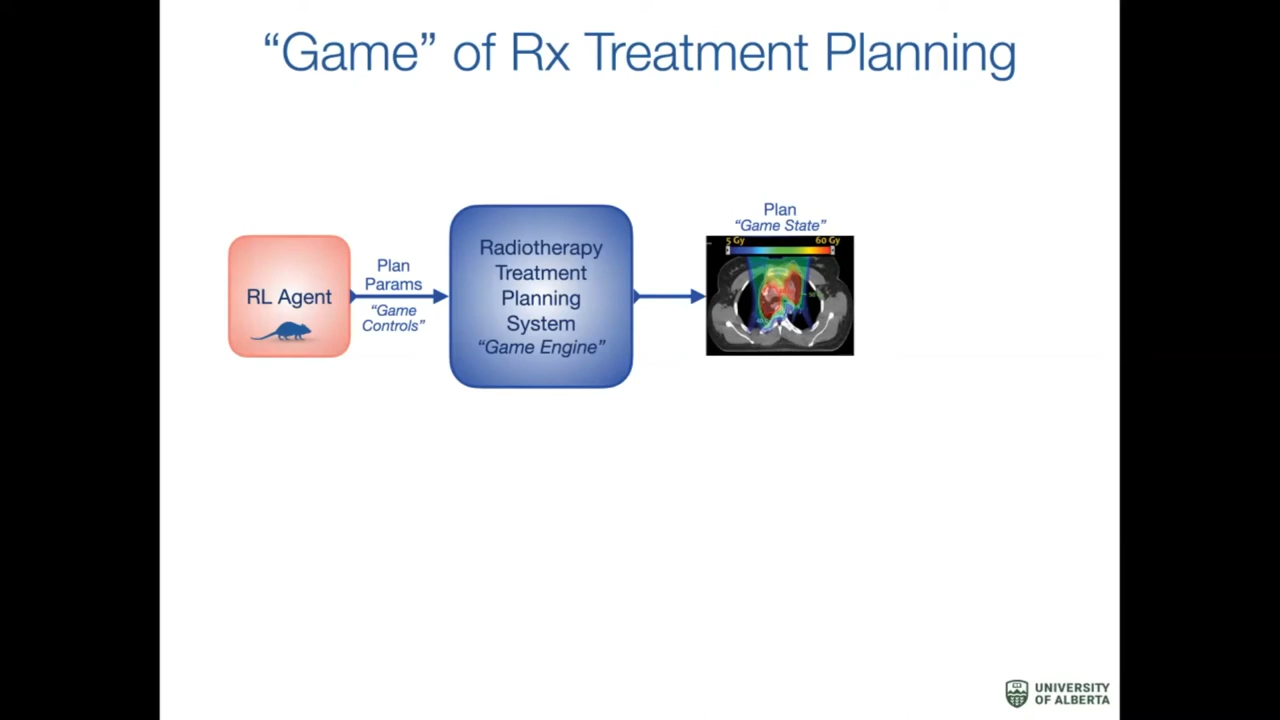 “Game” of Rx Treatment Planning
RL Agent
Plan
Params
“Game
Controls”
Radiotherapy
Treatment
Planning
System
“Game Engine”
Plan
“Game State”
5 Gy
60 Gy
UNIVERSITY
OF ALBERTA